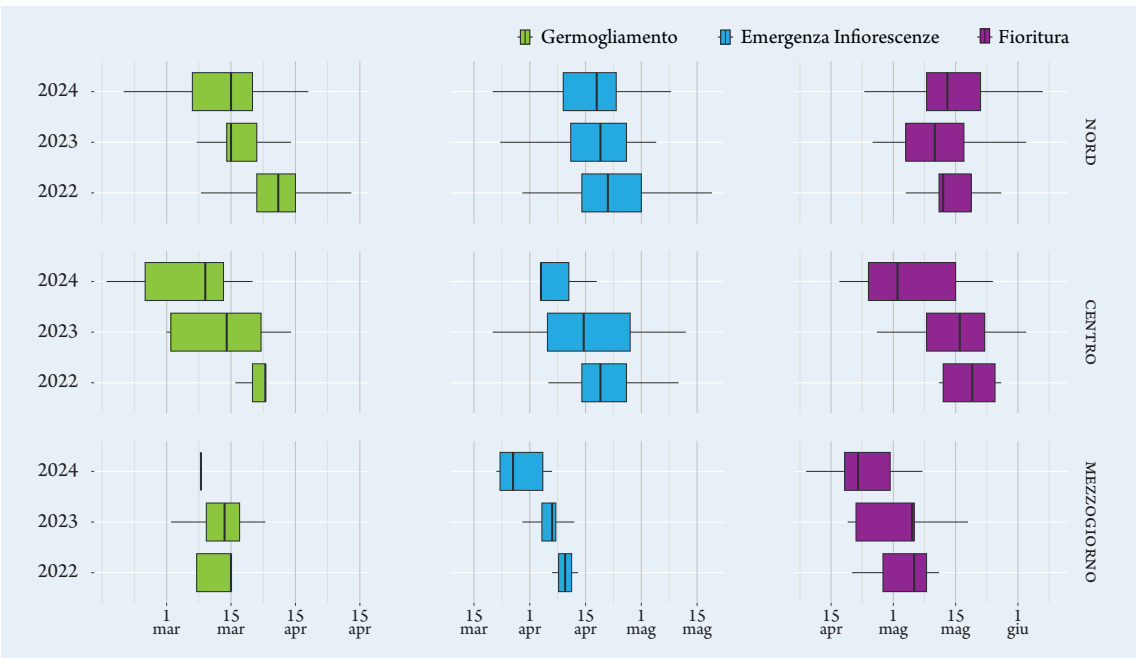 Germogliamento Emergenza Infiorescenze Fioritura
2024
2023
2022
NORD
2024
2023
2022
CENTRO
2024
2023
2022
MEZZOGIORNO
1 15 15 15 15 1 15 1 15 15 1 15 1
mar mar apr apr mar apr apr mag mag apr mag mag giu